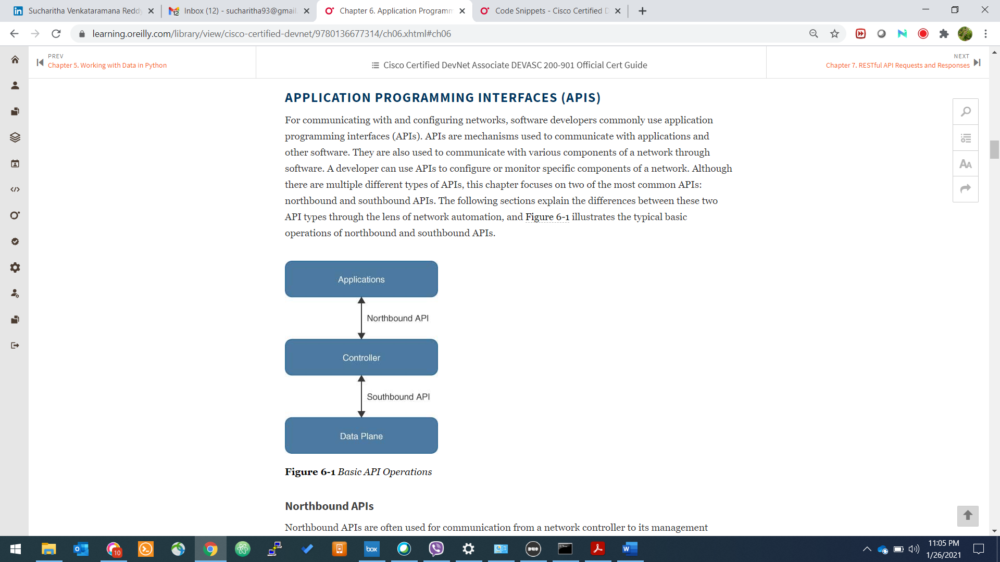 Sucharitha Venkataramana Reddy
Inbox (12) - sucharitha93@gmail.
Chapter 6. Application Programm
Code Snippets - Cisco Certified D
learning.oreilly.com/library/view/cisco-certified-devnet/9780136677314/ch06.xhtml#ch06
PREV
Chapter 5. Working with Data in Python
Cisco Certified DevNet Associate DEVASC 200-901 Official Cert Guide
NEXT
Chapter 7. RESTful API Requests and Responses
APPLICATION PROGRAMMING INTERFACES (APIS)
For communicating with and configuring networks, software developers commonly use application
programming interfaces (APIs). APIs are mechanisms used to communicate with applications and
other software. They are also used to communicate with various components of a network through
software. A developer can use APIs to configure or monitor specific components of a network. Although
there are multiple different types of APIs, this chapter focuses on two of the most common APIs:
northbound and southbound APIs. The following sections explain the differences between these two
API types through the lens of network automation, and Figure 6-1 illustrates the typical basic
operations of northbound and southbound APIs.
Applications
Northbound API
Controller
Southbound API
Data Plane
Figure 6-1 Basic API Operations
Northbound APIs
Northbound APIs are often used for communication from a network controller to its management
AA
10
box
DUO
W
11:05 PM
1/26/2021